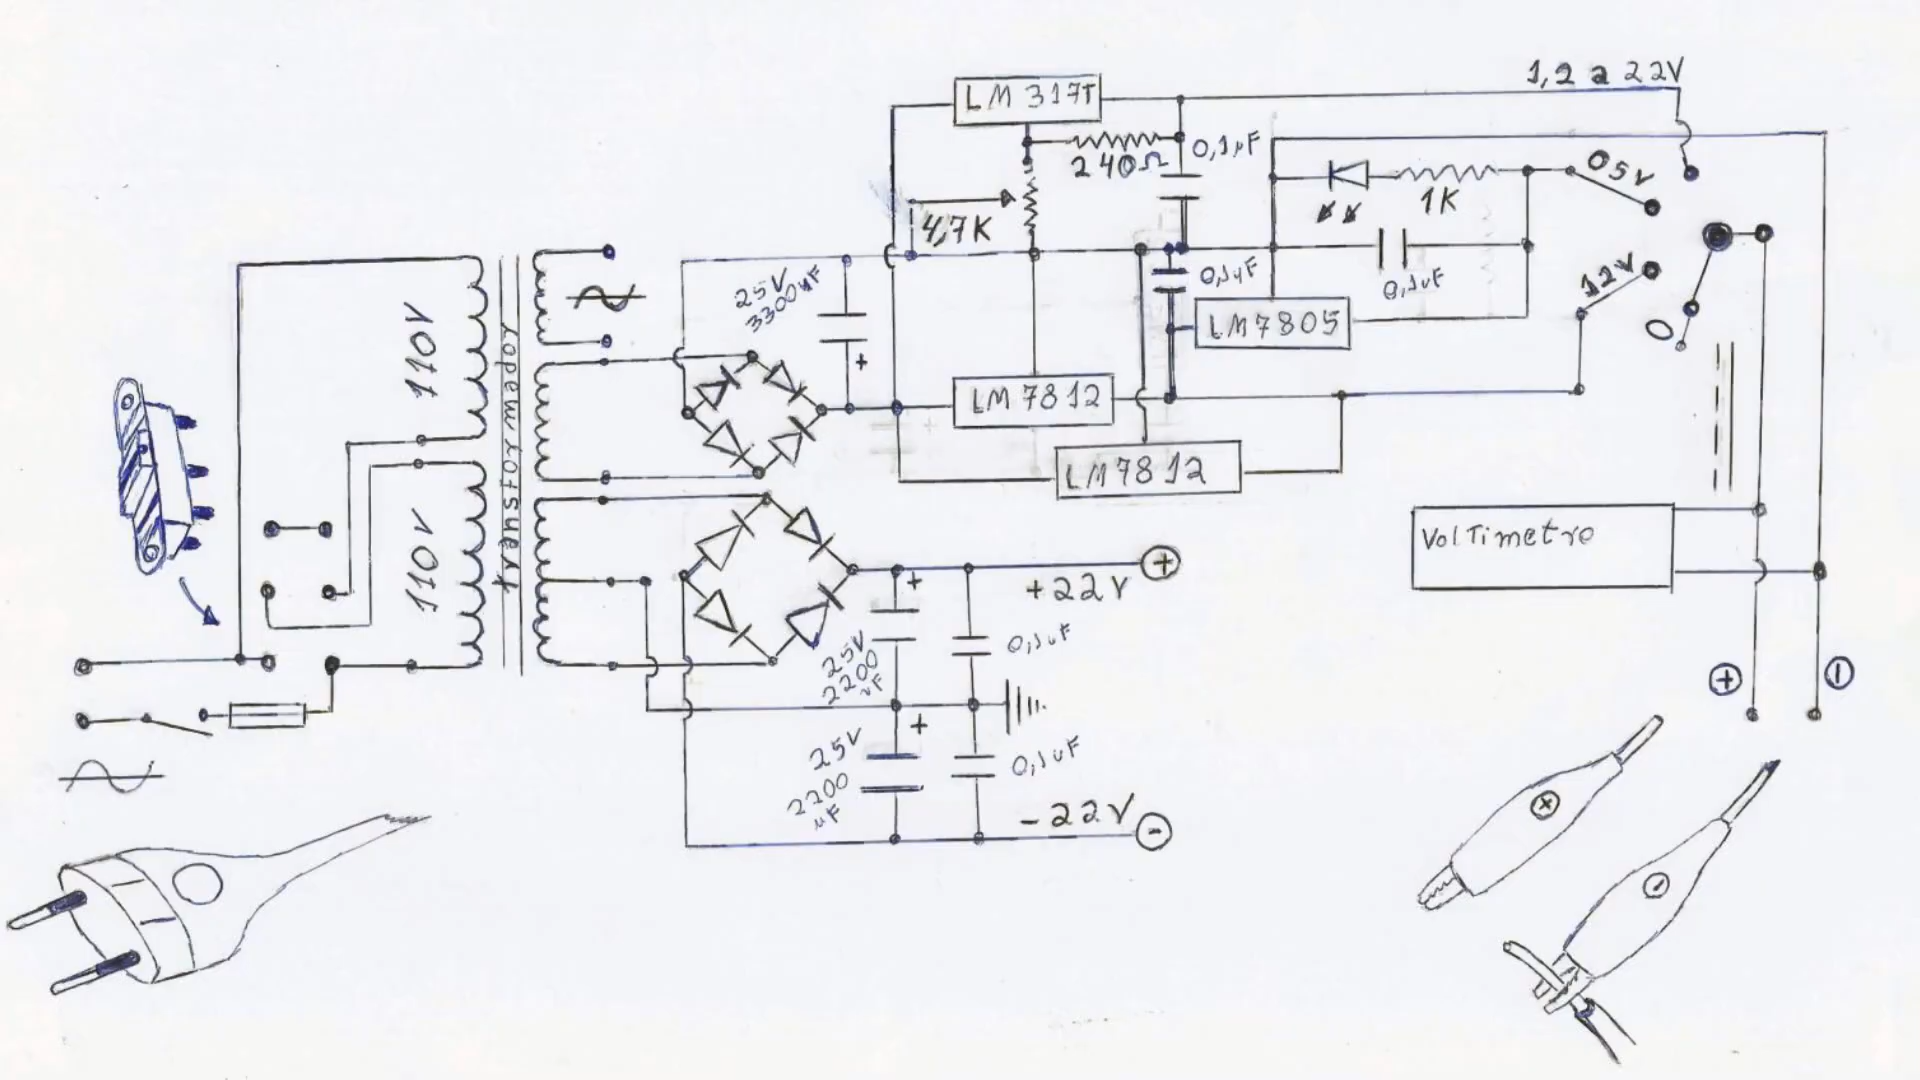 LM 317T
1,2 a 22V
240Ω
0,1µF
4,7K
1K
05V
25V
3300µF
+
0,1µF
0,1µF
12V
LM7805
0
110V
LM 7812
LM7812
110V
Transformador
Voltimetro
+
+22V
+
25V
2200
µF
0,1µF
+
25V
2200
µF
0,1µF
-22V
-
+
-
+
-